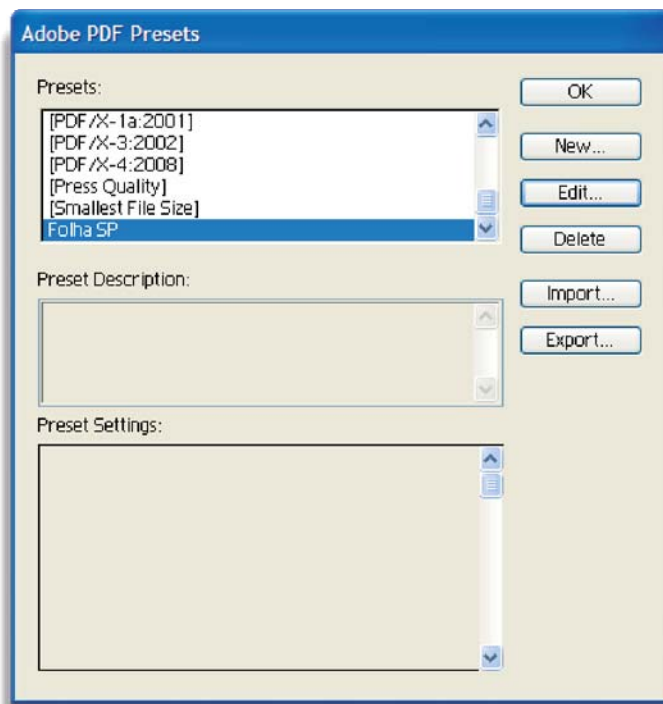 Adobe PDF Presets
Presets:
[PDF/X-1a:2001]
[PDF/X-3:2002]
[PDF/X-4:2008]
[Press Quality]
[Smallest File Size]
Folha SP
OK
New...
Edit...
Delete
Import...
Export...
Preset Description:
Preset Settings: